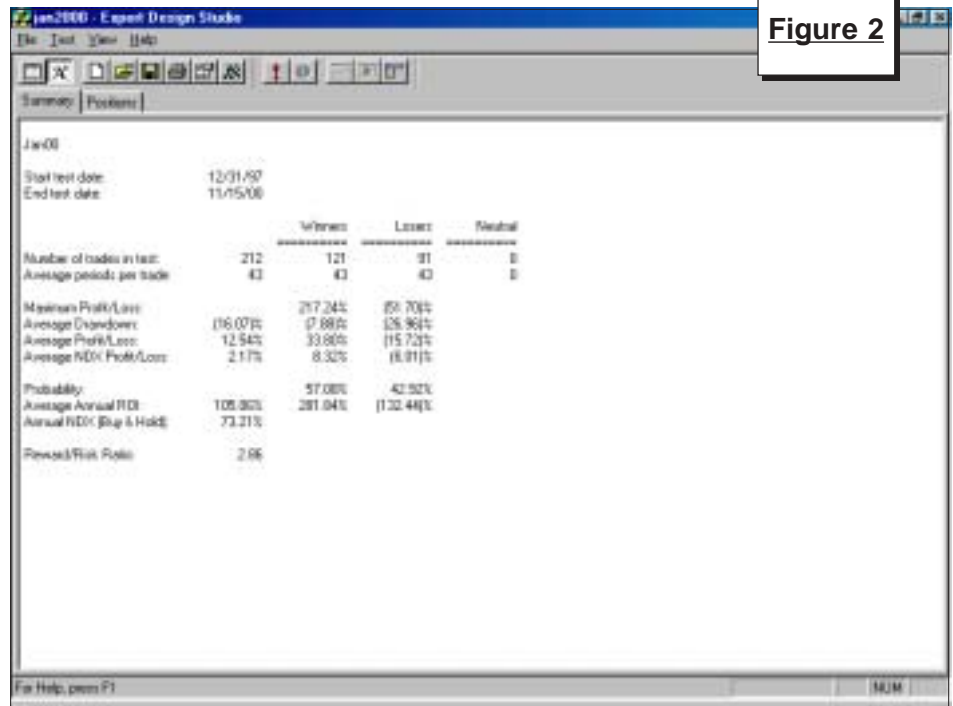 jan2000 - Expert Design Studio
Figure 2
File Test View Help
Summary Positions
Jan00
Start test date: 12/31/97
End test date: 11/15/00
Winners Losers Neutral
=========== =========== ===========
Number of trades in test: 212 121 91 0
Average periods per trade: 43 43 43 0
Maximum Profit/Loss: 217.24% (51.70)%
Average Drawdown: (16.07)% (7.88)% (26.96)%
Average Profit/Loss: 12.54% 33.80% (15.72)%
Average NDX Profit/Loss: 2.17% 8.32% (6.01)%
Probability: 57.08% 42.92%
Average Annual ROI: 105.86% 281.84% (132.44)%
Annual NDX (Buy & Hold): 73.21%
Reward/Risk Ratio: 2.86
For Help, press F1
NUM